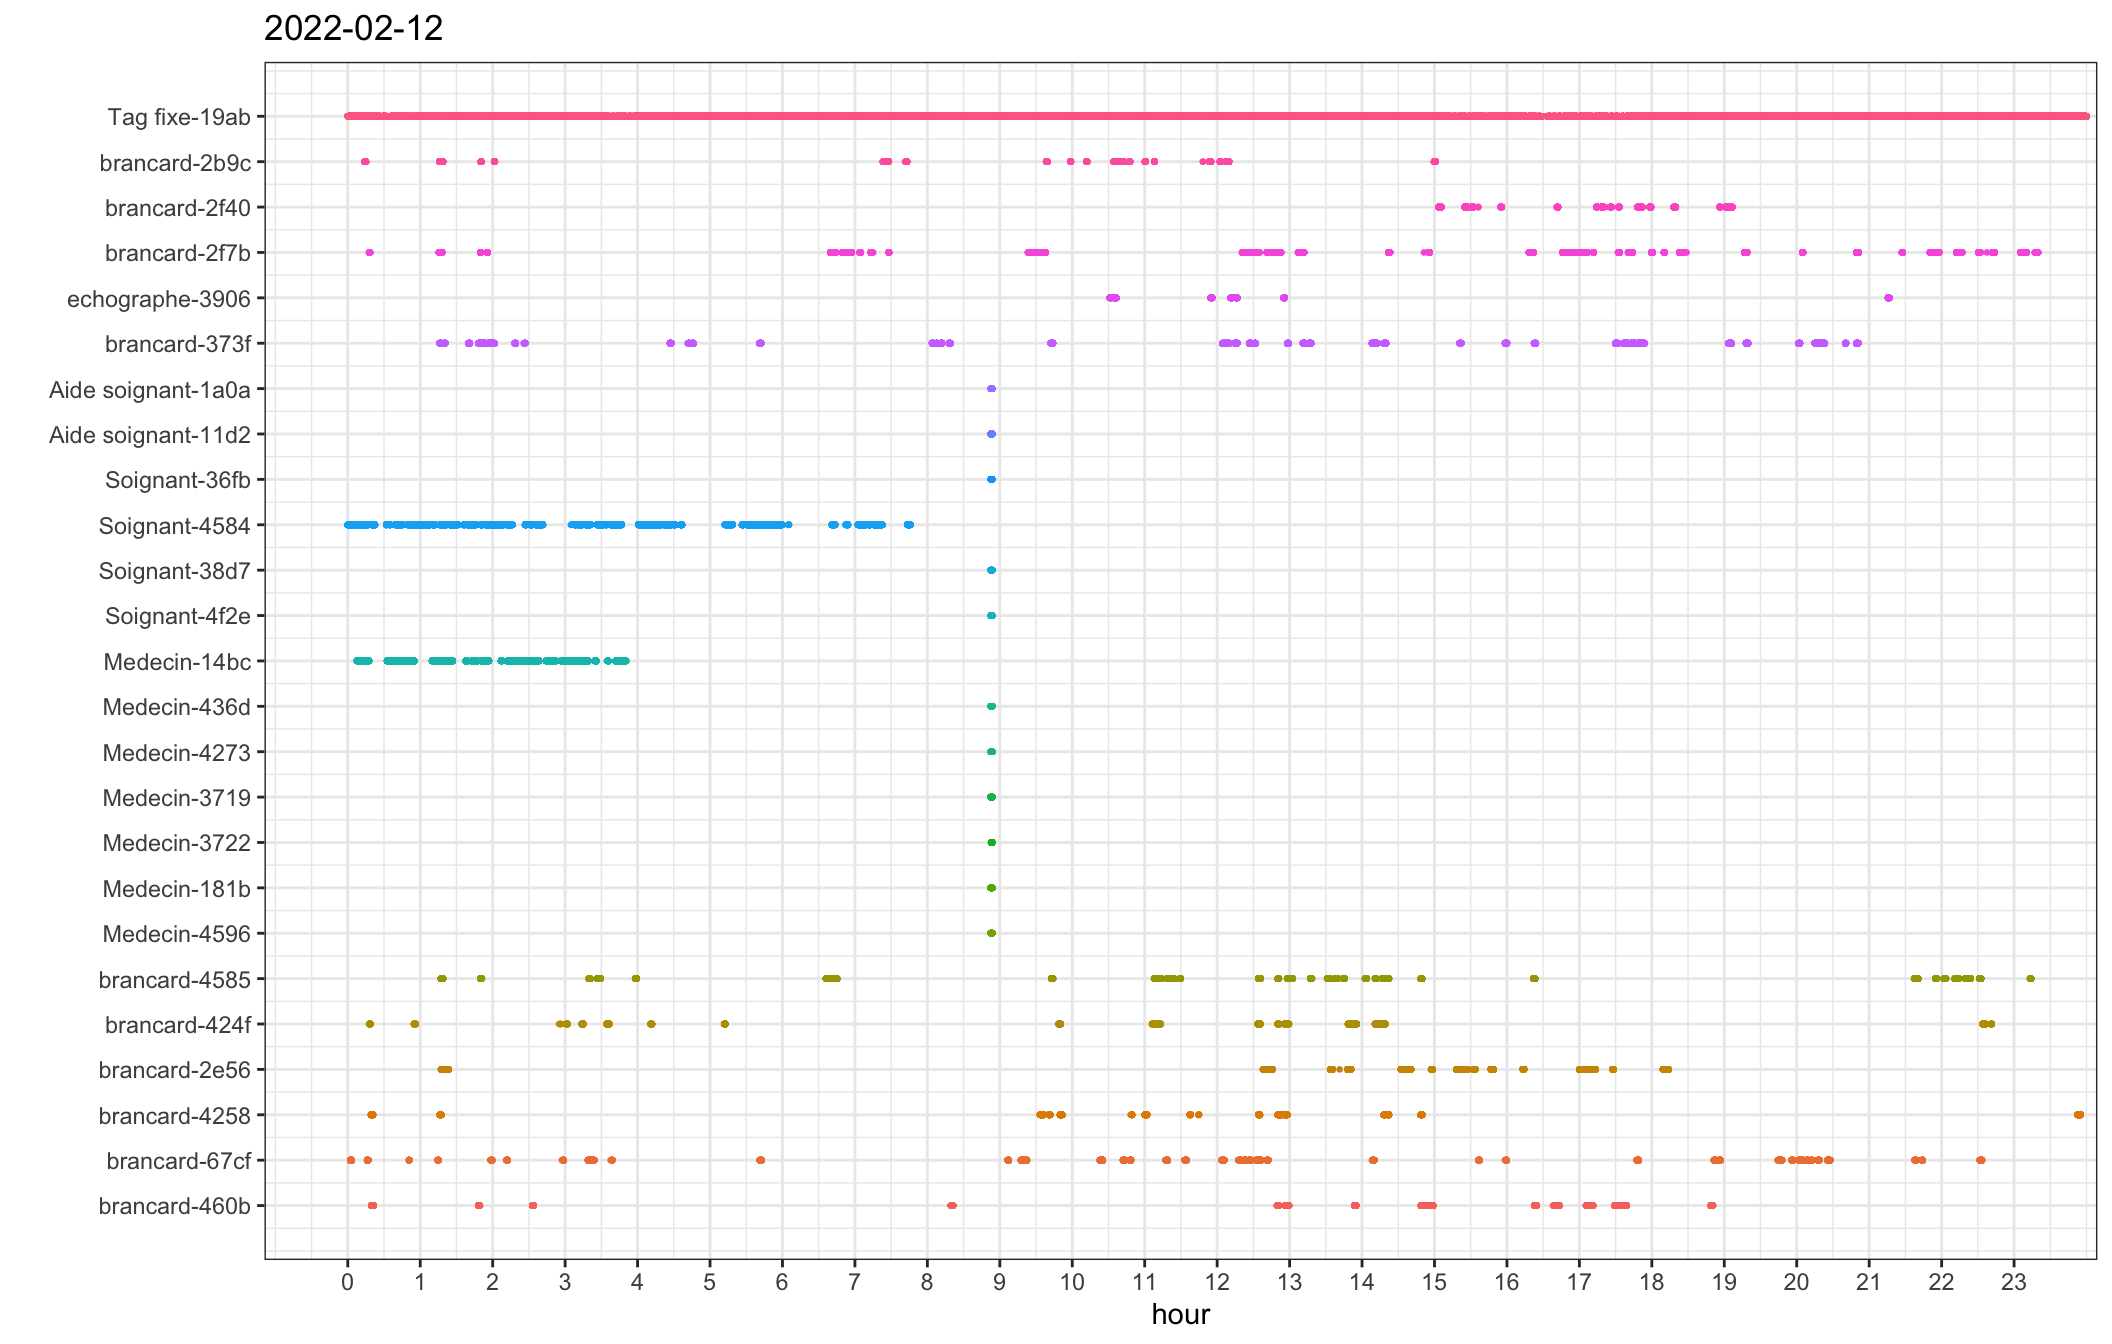 2022-02-12
Tag fixe-19ab
brancard-2b9c
brancard-2f40
brancard-2f7b
echographe-3906
brancard-373f
Aide soignant-1a0a
Aide soignant-11d2
Soignant-36fb
Soignant-4584
Soignant-38d7
Soignant-4f2e
Medecin-14bc
Medecin-436d
Medecin-4273
Medecin-3719
Medecin-3722
Medecin-181b
Medecin-4596
brancard-4585
brancard-424f
brancard-2e56
brancard-4258
brancard-67cf
brancard-460b
0 1 2 3 4 5 6 7 8 9 10 11 12 13 14 15 16 17 18 19 20 21 22 23
hour